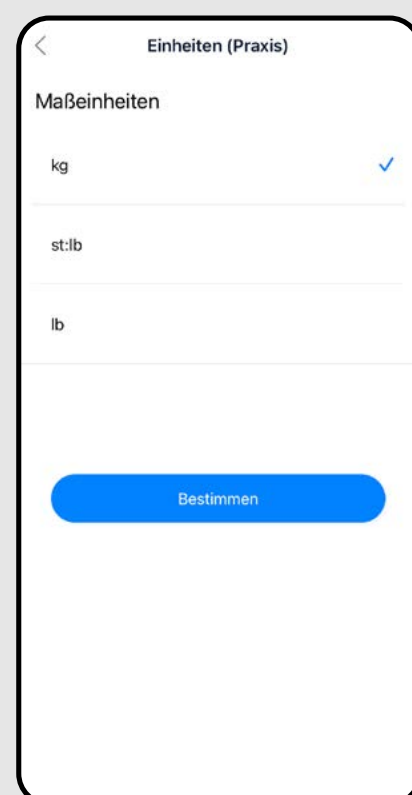 Einheiten (Praxis)
Maßeinheiten
kg
st:lb
lb
Bestimmen